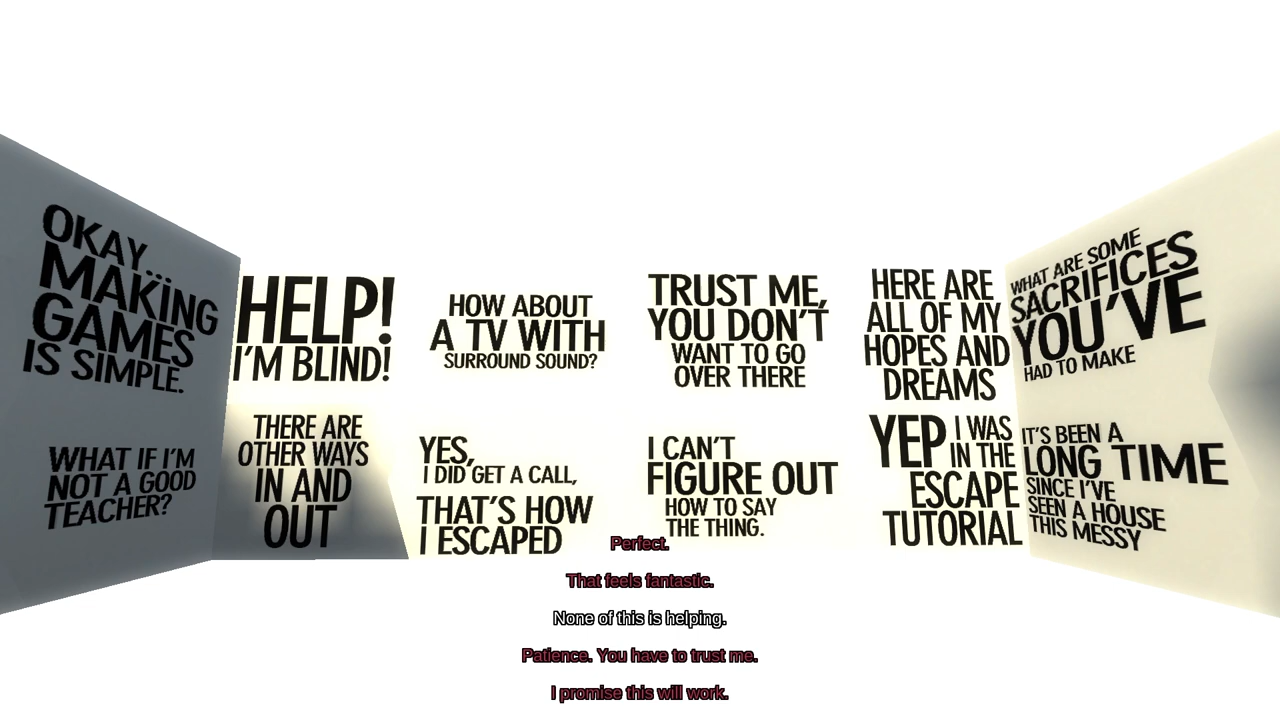 OKAY...
MAKING
GAMES
IS SIMPLE.
WHAT IF I'M
NOT A GOOD
TEACHER?
HELP!
I'M BLIND!
THERE ARE
OTHER WAYS
IN AND
OUT
HOW ABOUT
A TV WITH
SURROUND SOUND?
YES,
I DID GET A CALL,
THAT'S HOW
I ESCAPED
TRUST ME,
YOU DON'T
WANT TO GO
OVER THERE
I CAN'T
FIGURE OUT
HOW TO SAY
THE THING.
HERE ARE
ALL OF MY
HOPES AND
DREAMS
YEP I WAS
IN THE
ESCAPE
TUTORIAL
WHAT ARE SOME
SACRIFICES
YOU'VE
HAD TO MAKE
IT'S BEEN A
LONG TIME
SINCE I'VE
SEEN A HOUSE
THIS MESSY
Perfect.
That feels fantastic.
None of this is helping.
Patience. You have to trust me.
I promise this will work.